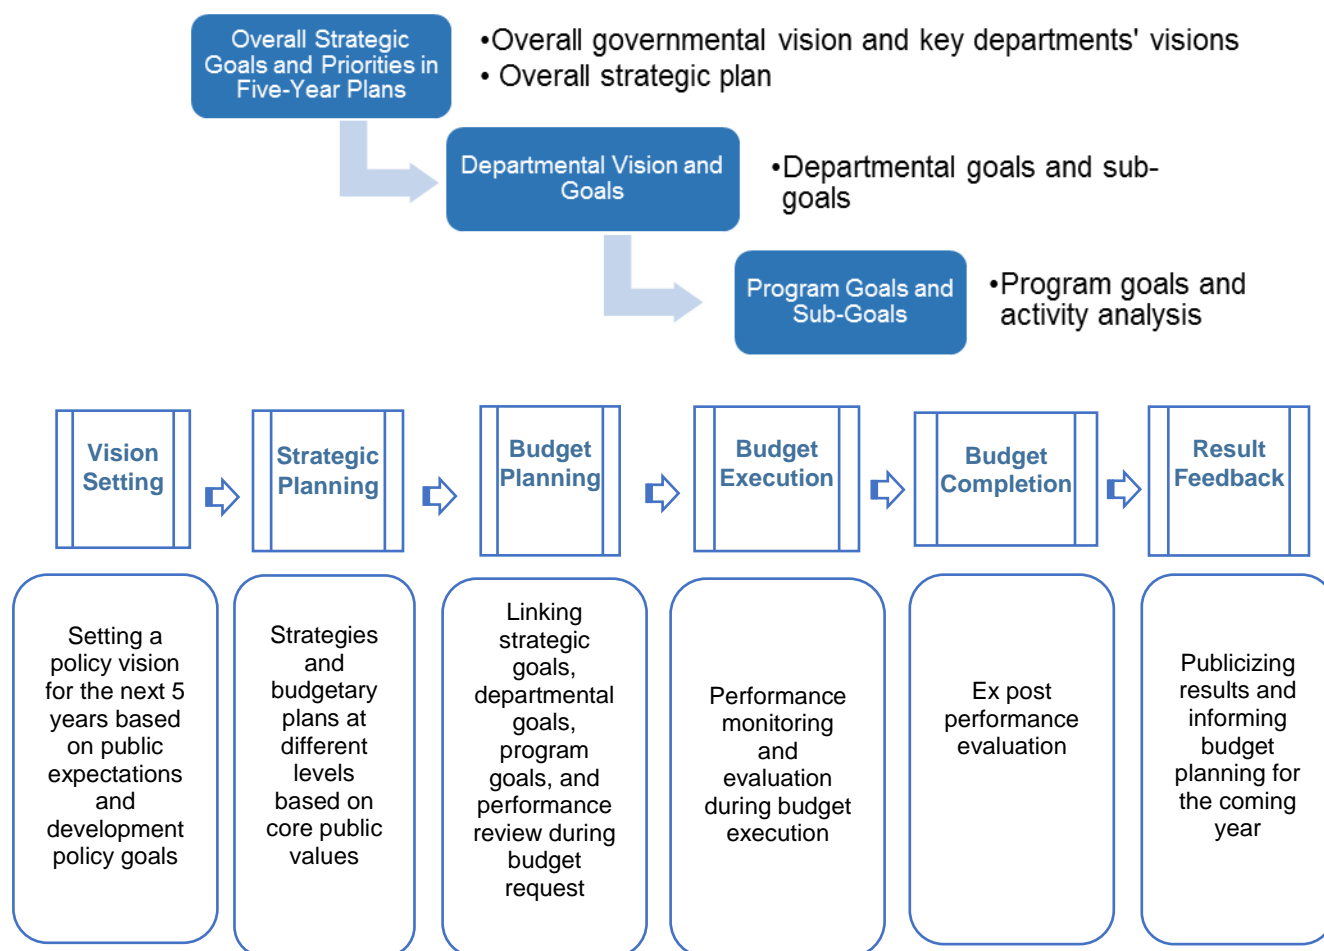 Overall Strategic
Goals and Priorities in
Five-Year Plans
•Overall governmental vision and key departments' visions
• Overall strategic plan
Departmental Vision and
Goals
•Departmental goals and sub-
goals
Program Goals and
Sub-Goals
•Program goals and
activity analysis
Vision
Setting
Strategic
Planning
Budget
Planning
Budget
Execution
Budget
Completion
Result
Feedback
Setting a
policy vision
for the next 5
years based
on public
expectations
and
development
policy goals
Strategies
and
budgetary
plans at
different
levels
based on
core public
values
Linking
strategic
goals,
departmental
goals,
program
goals, and
performance
review during
budget
request
Performance
monitoring
and
evaluation
during budget
execution
Ex post
performance
evaluation
Publicizing
results and
informing
budget
planning for
the coming
year